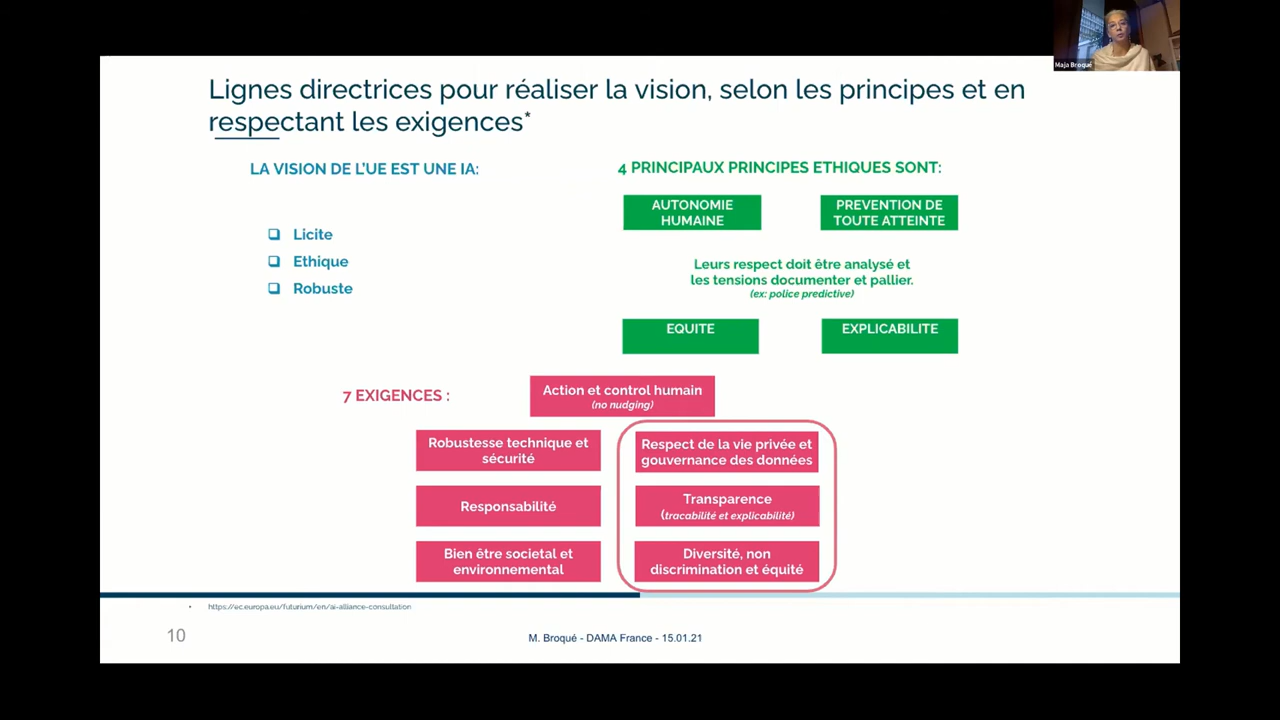 Maja Broqué
Lignes directrices pour réaliser la vision, selon les principes et en
respectant les exigences*
LA VISION DE L'UE EST UNE IA:
Licite
Ethique
Robuste
4 PRINCIPAUX PRINCIPES ETHIQUES SONT:
AUTONOMIE
HUMAINE
PREVENTION DE
TOUTE ATTEINTE
Leurs respect doit être analysé et
les tensions documenter et pallier.
(ex: police predictive)
EQUITE
EXPLICABILITE
7 EXIGENCES :
Action et control humain
(no nudging)
Robustesse technique et
sécurité
Respect de la vie privée et
gouvernance des données
Responsabilité
Transparence
(tracabilité et explicabilité)
Bien être societal et
environnemental
Diversité, non
discrimination et équité
https://ec.europa.eu/futurium/en/ai-alliance-consultation
10
M. Broqué - DAMA France - 15.01.21